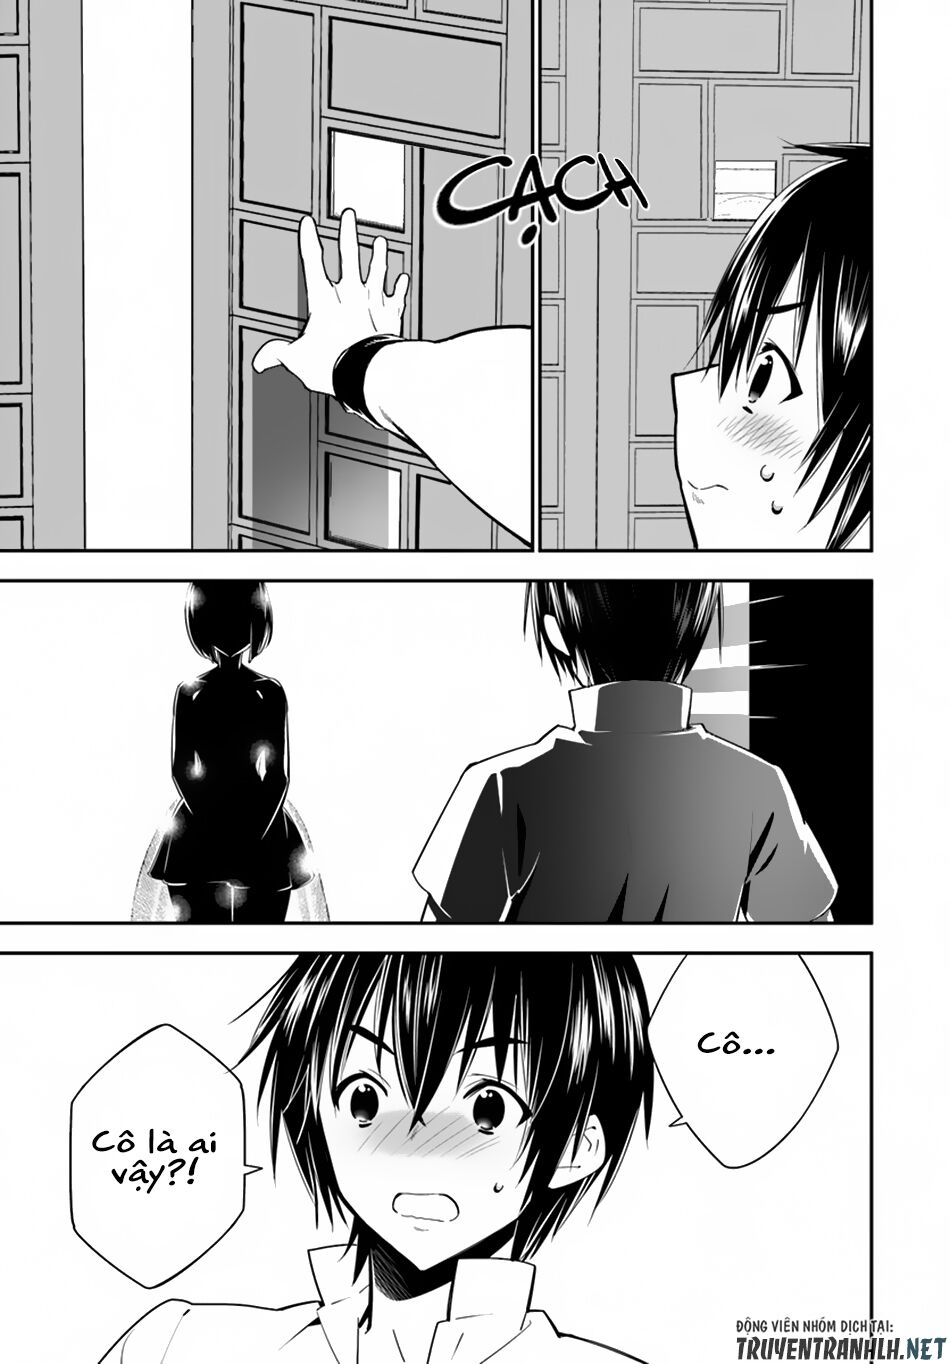 CẠCH
Cô...
Cô là ai
vậy?!
ĐỘNG VIÊN NHÓM DỊCH TẠI:
TRUYENTRANHLH.NET